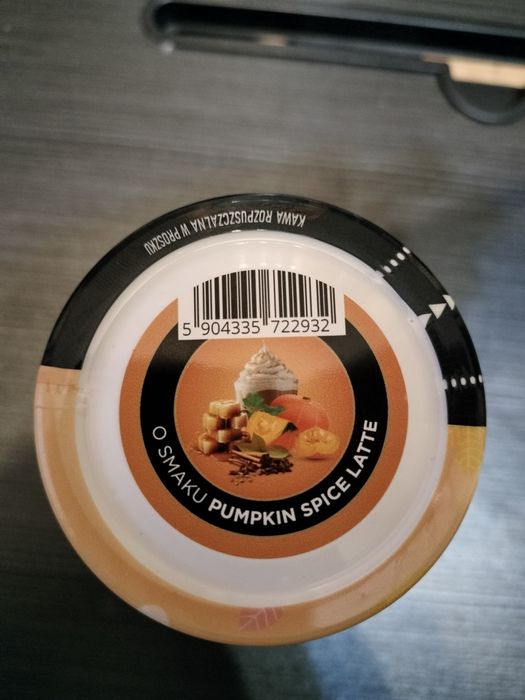 KAWA ROZPUSZCZALNA W PROSZKU
5 904335 722932
O SMAKU PUMPKIN SPICE LATTE